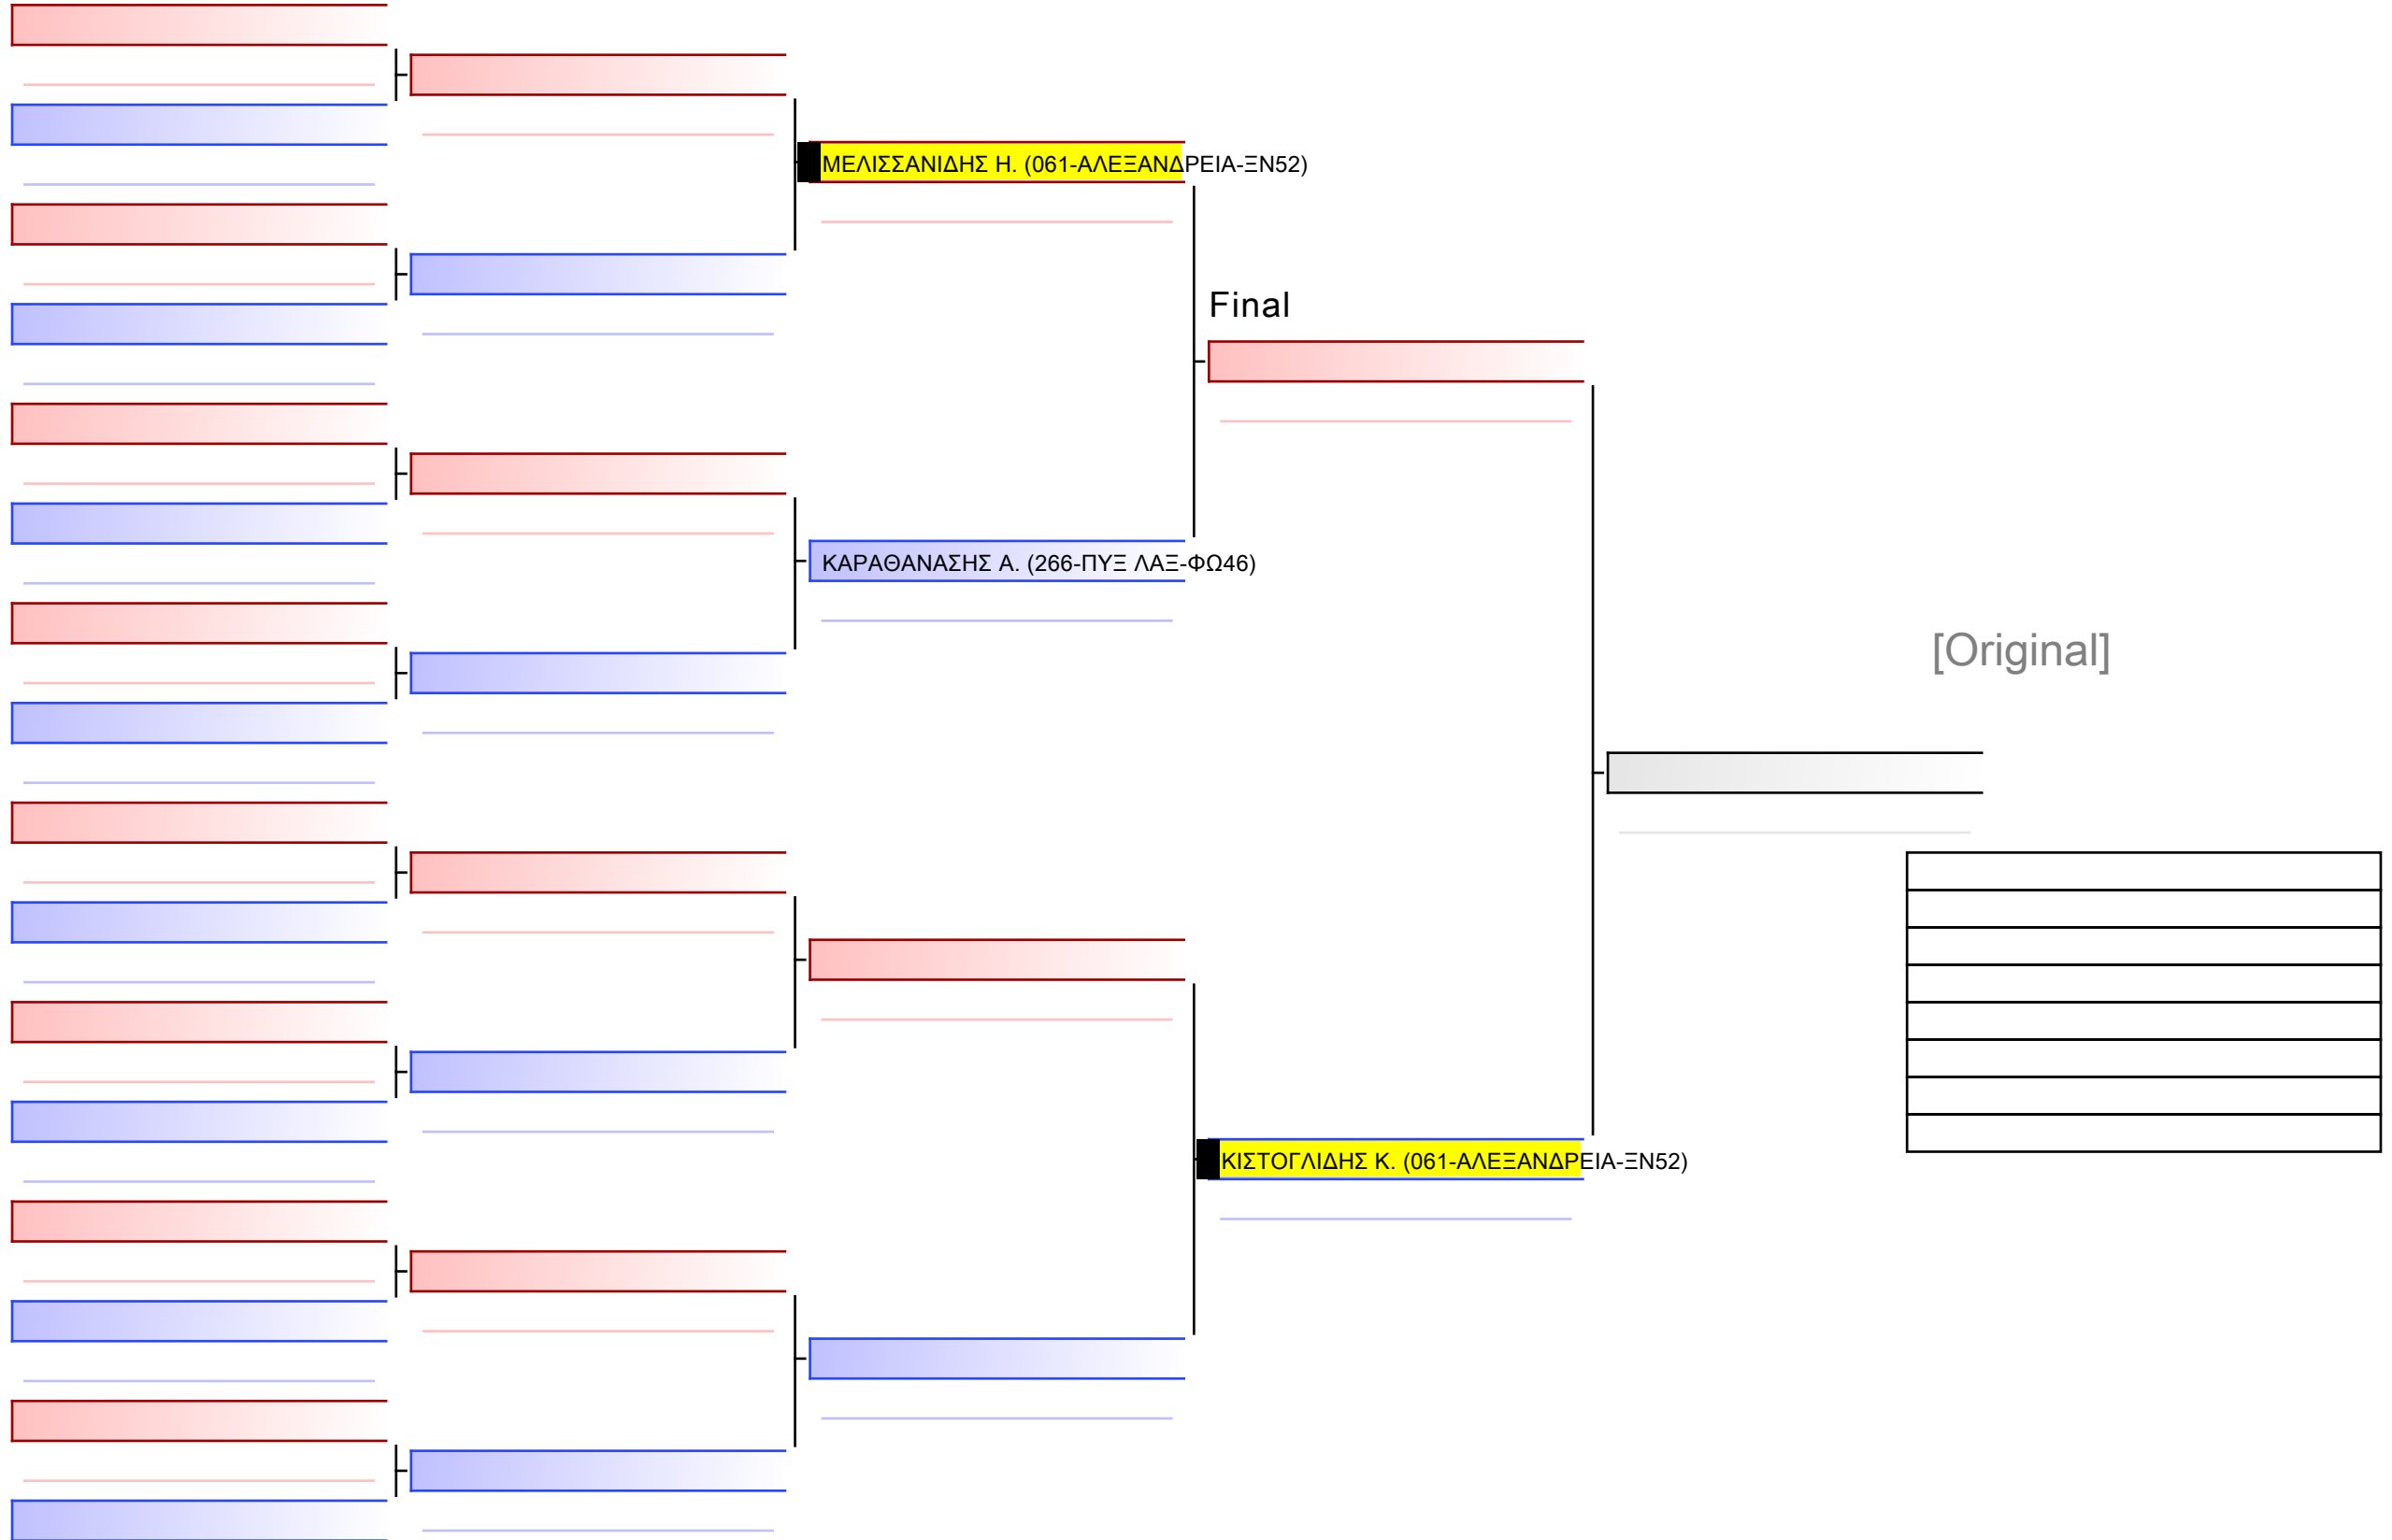 ΜΕΛΙΣΣΑΝΙΔΗΣ Η. (061-ΑΛΕΞΑΝΔΡΕΙΑ-ΞΝ52)
Final
ΚΑΡΑΘΑΝΑΣΗΣ Α. (266-ΠΥΞ ΛΑΞ-ΦΩ46)
[Original]
ΚΙΣΤΟΓΛΙΔΗΣ Κ. (061-ΑΛΕΞΑΝΔΡΕΙΑ-ΞΝ52)